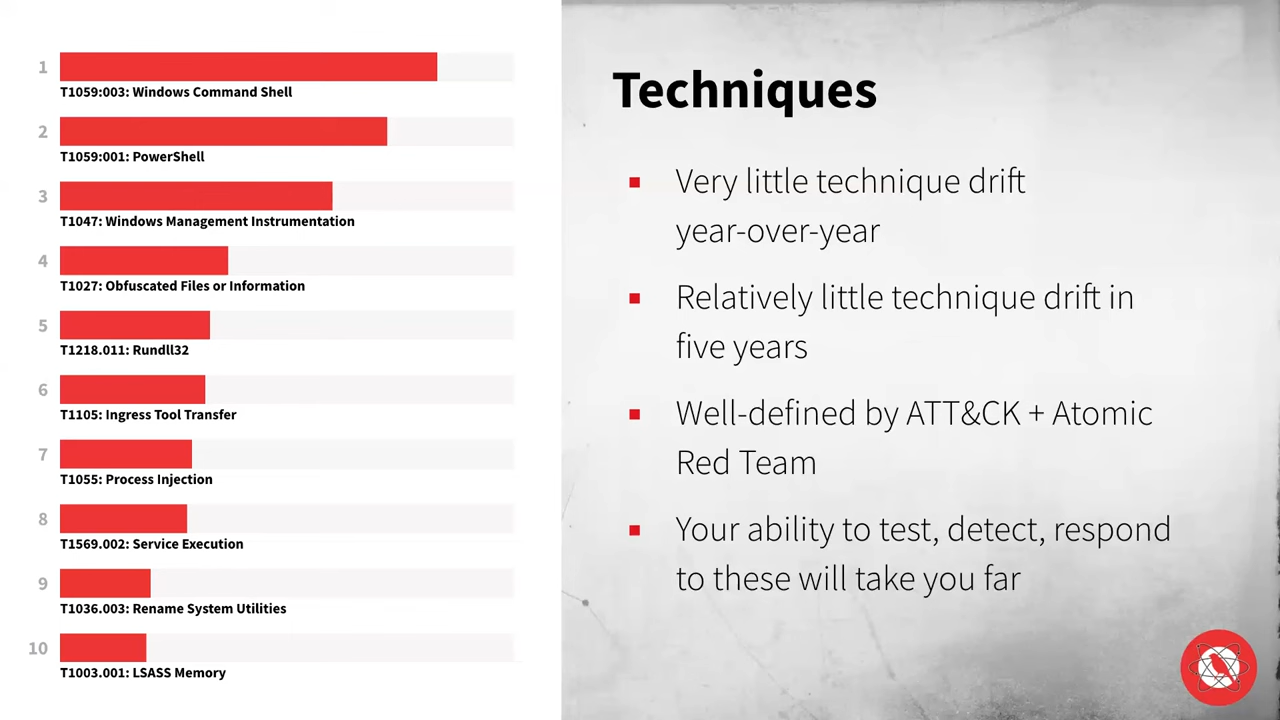 1
T1059:003: Windows Command Shell
2
T1059:001: PowerShell
3
T1047: Windows Management Instrumentation
4
T1027: Obfuscated Files or Information
5
T1218.011: Rundll32
6
T1105: Ingress Tool Transfer
7
T1055: Process Injection
8
T1569.002: Service Execution
9
T1036.003: Rename System Utilities
10
T1003.001: LSASS Memory
Techniques
Very little technique drift
year-over-year
Relatively little technique drift in
five years
Well-defined by ATT&CK + Atomic
Red Team
Your ability to test, detect, respond
to these will take you far